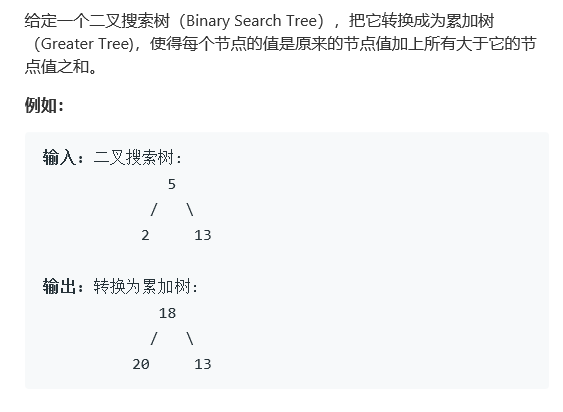 给定一个二叉搜索树（Binary Search Tree），把它转换成为累加树
（Greater Tree)，使得每个节点的值是原来的节点值加上所有大于它的节
点值之和。
例如：
输入: 二叉搜索树:
5
/ \
2 13
输出: 转换为累加树:
18
/ \
20 13